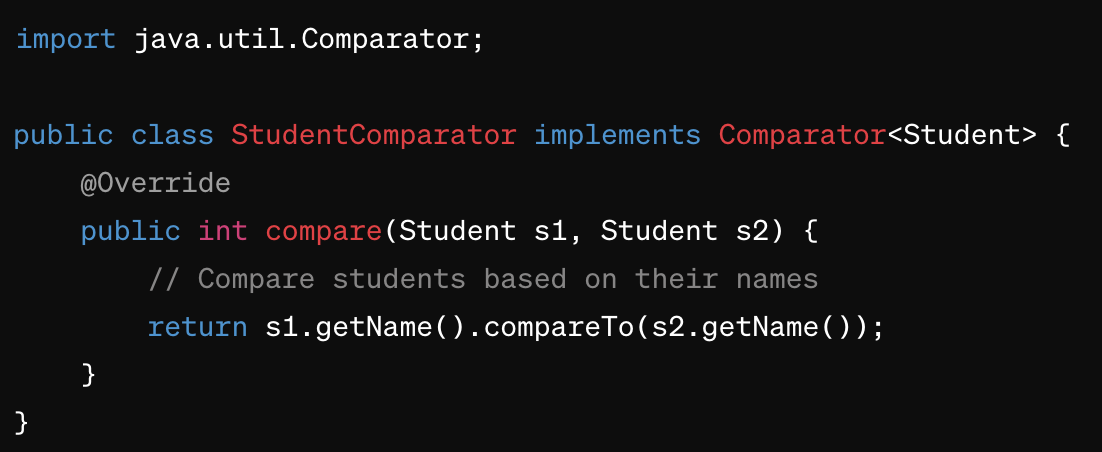 import java.util.Comparator;
public class StudentComparator implements Comparator<Student> {
@Override
public int compare(Student s1, Student s2) {
// Compare students based on their names
return s1.getName().compareTo(s2.getName());
}
}